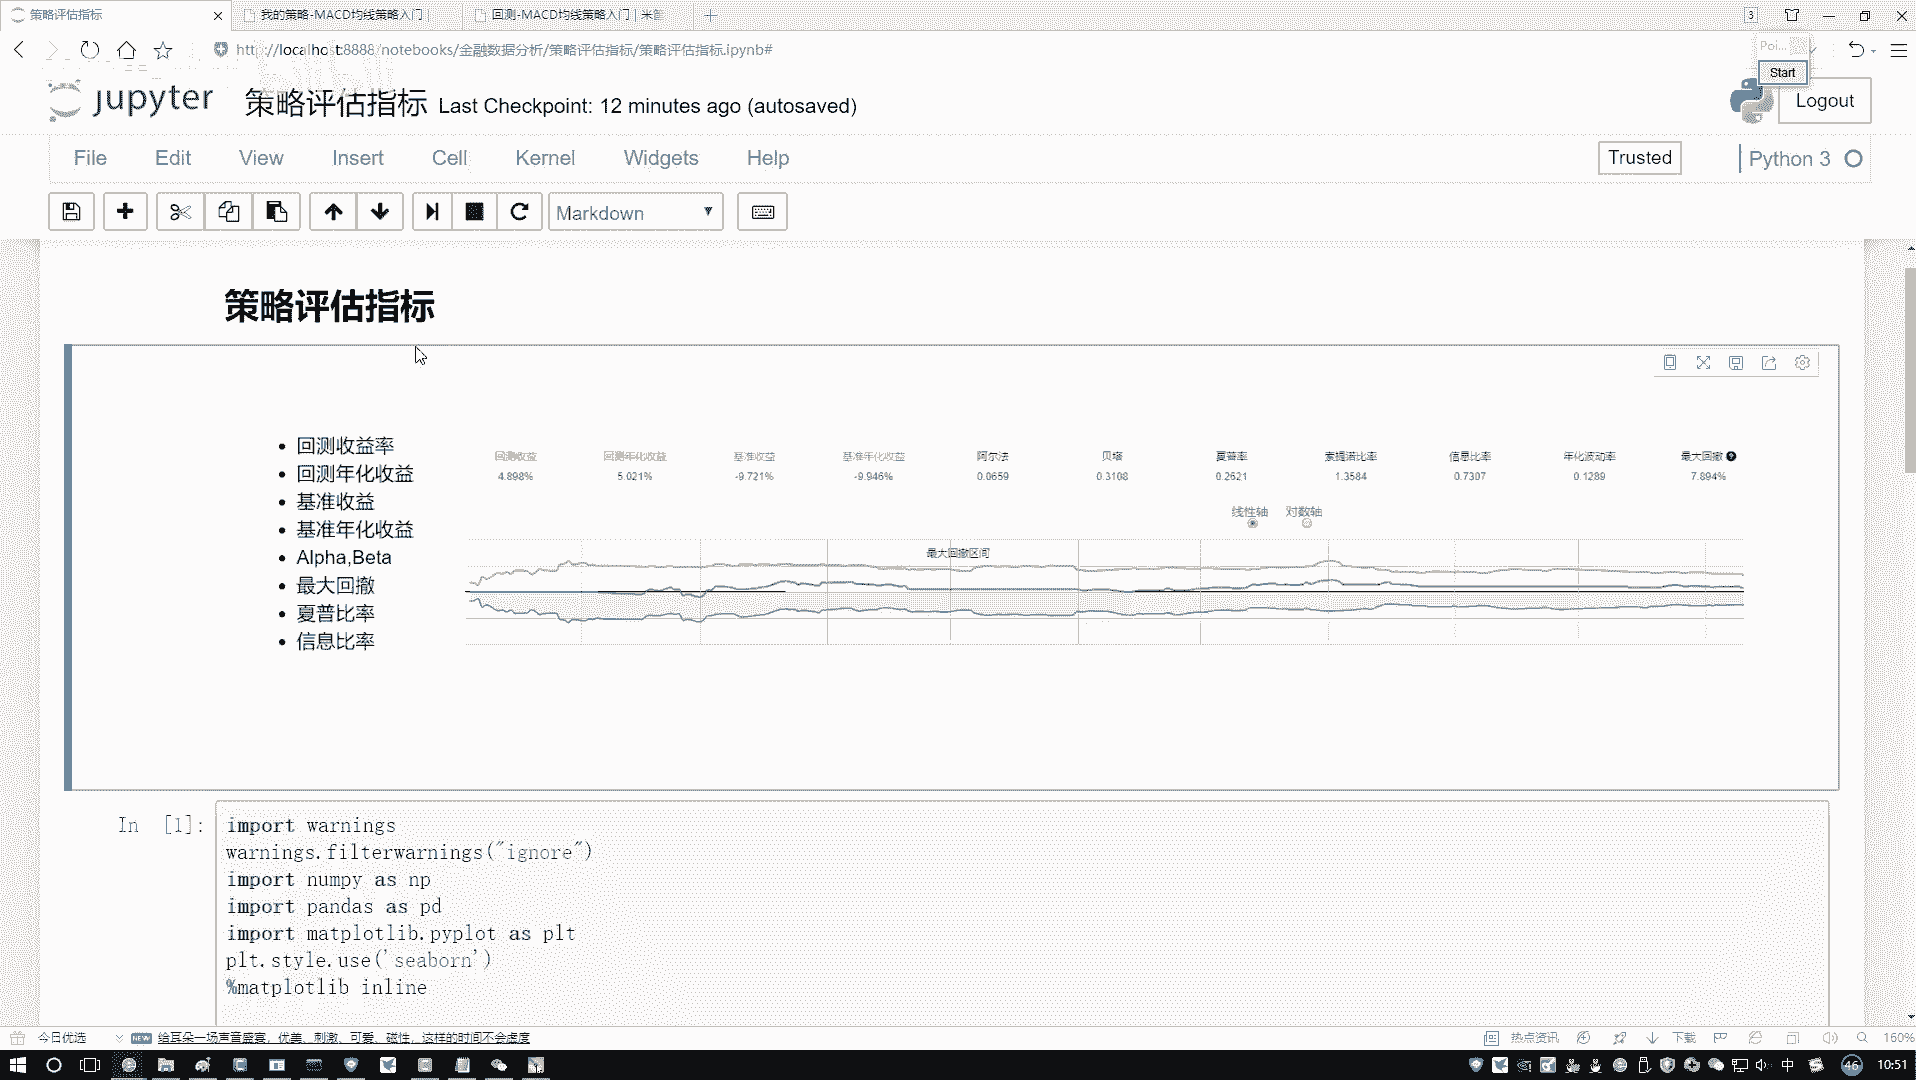 策略评估指标
我的策略-MACD均线策略入门
回测-MACD均线策略入门 | 米筐
3
http://localhost:8888/notebooks/金融数据分析/策略评估指标/策略评估指标.ipynb#
Poi...
Start
jupyter
策略评估指标 Last Checkpoint: 12 minutes ago (autosaved)
Logout
File Edit View Insert Cell Kernel Widgets Help
Trusted
Python 3
Markdown
策略评估指标
回测收益率
回测年化收益
基准收益
基准年化收益
Alpha,Beta
最大回撤
夏普比率
信息比率
回测收益 回测年化收益 基准收益 基准年化收益 阿尔法 贝塔 夏普率 索提诺比率 信息比率 年化波动率 最大回撤
4.898% 5.021% -9.721% -9.946% 0.0659 0.3108 0.2621 1.3584 0.7307 0.1289 7.894%
线性轴 对数轴
最大回撤区间
In [1]:
import warnings
warnings.filterwarnings("ignore")
import numpy as np
import pandas as pd
import matplotlib.pyplot as plt
plt.style.use('seaborn')
%matplotlib inline
今日优选
NEW
给耳朵一场声音盛宴，优美、刺激、可爱、磁性，这样的时间不会虚度
热点资讯
下载
160%
中
46
10:51